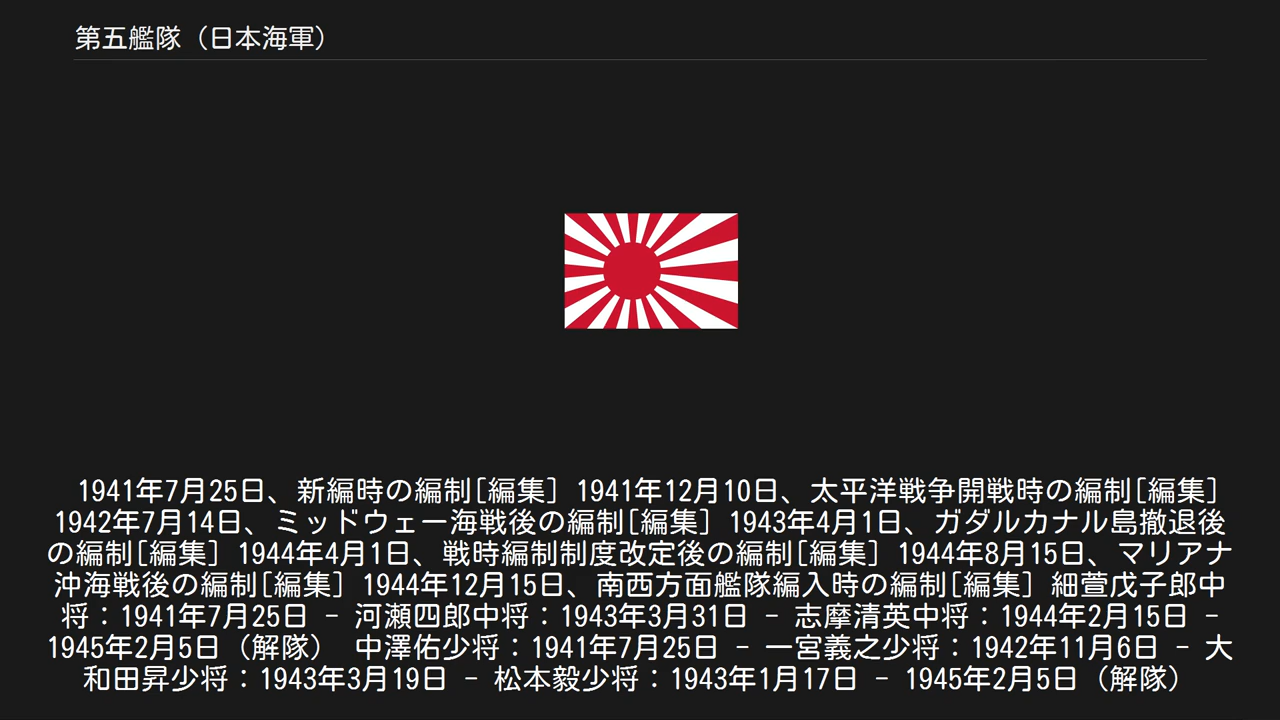 第五艦隊（日本海軍）
1941年7月25日、新編時の編制[編集] 1941年12月10日、太平洋戦争開戦時の編制[編集]
1942年7月14日、ミッドウェー海戦後の編制[編集] 1943年4月1日、ガダルカナル島撤退後
の編制[編集] 1944年4月1日、戦時編制制度改定後の編制[編集] 1944年8月15日、マリアナ
沖海戦後の編制[編集] 1944年12月15日、南西方面艦隊編入時の編制[編集] 細萱戊子郎中
将：1941年7月25日 - 河瀬四郎中将：1943年3月31日 - 志摩清英中将：1944年2月15日 -
1945年2月5日（解隊） 中澤佑少将：1941年7月25日 - 一宮義之少将：1942年11月6日 - 大
和田昇少将：1943年3月19日 - 松本毅少将：1943年1月17日 - 1945年2月5日（解隊）